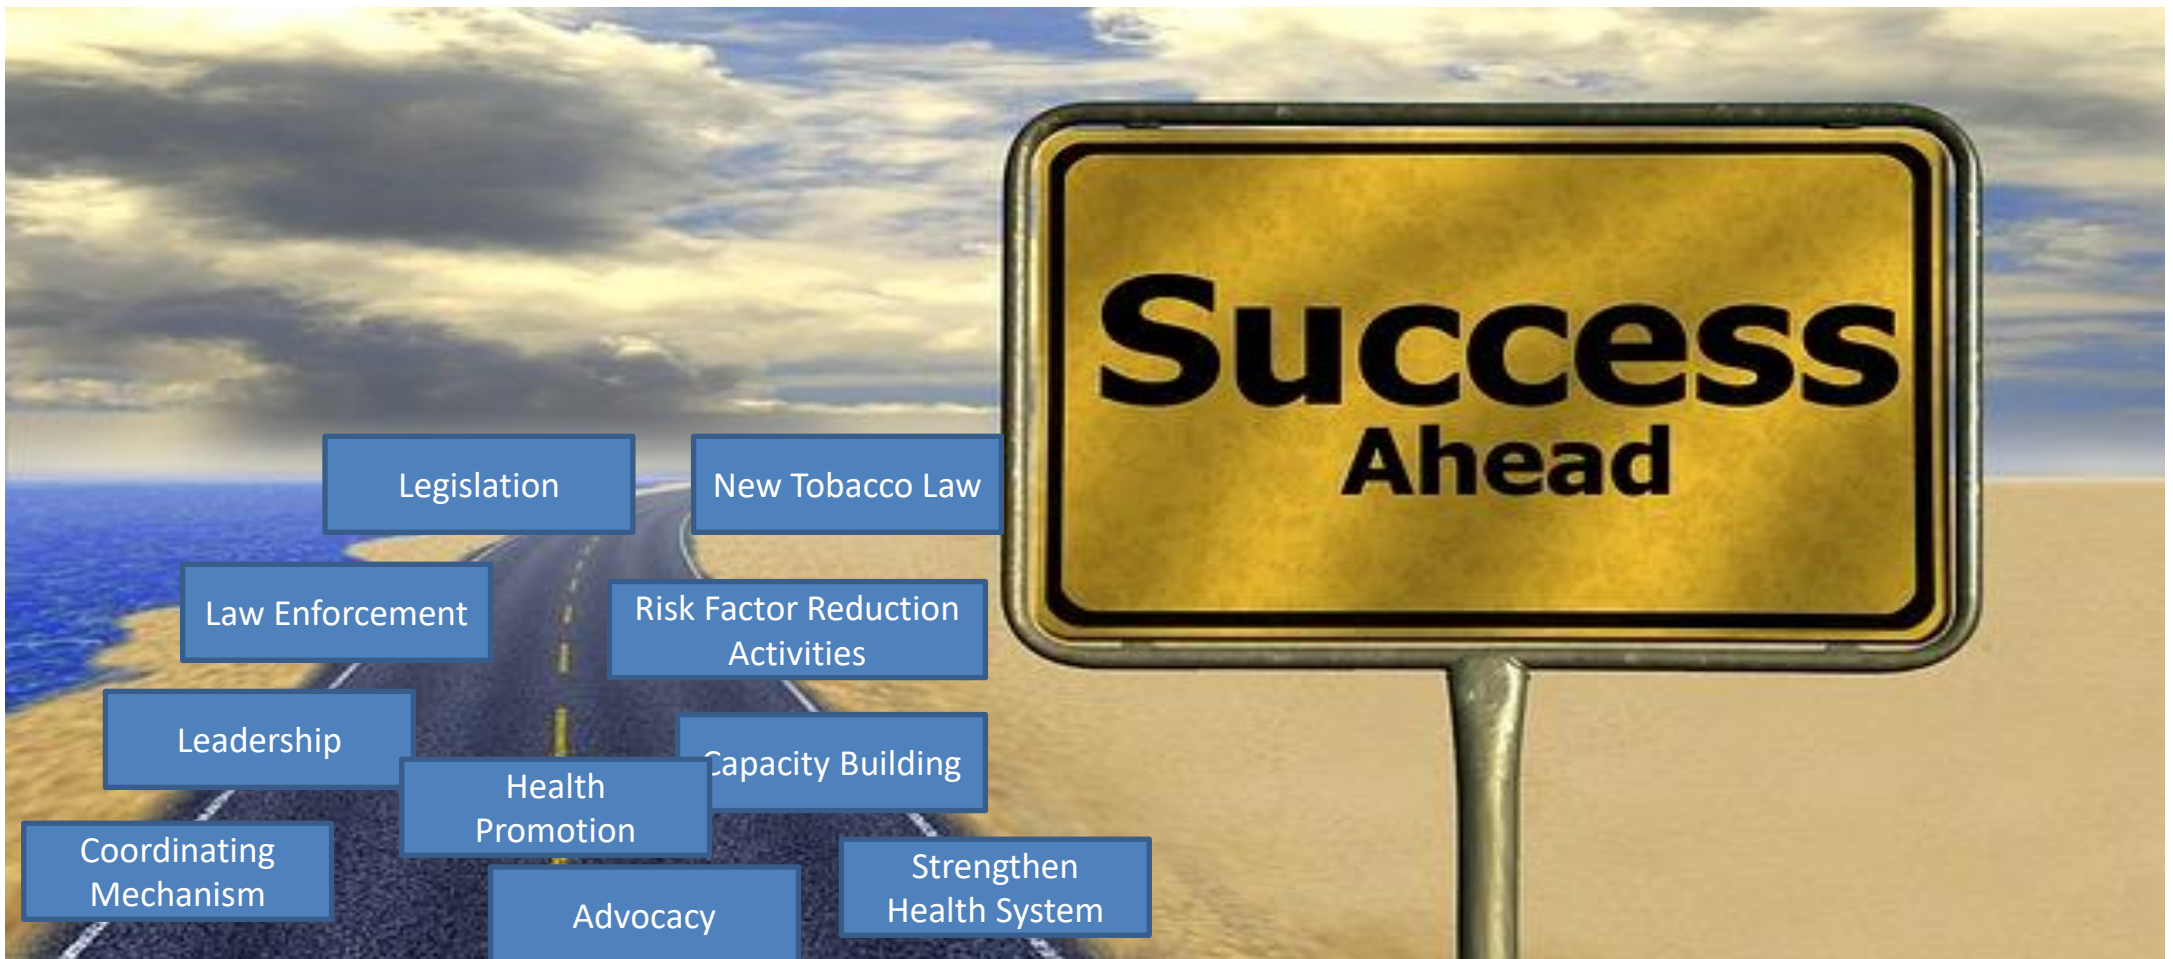 Success
Ahead
Legislation
New Tobacco Law
Law Enforcement
Risk Factor Reduction
Activities
Leadership
Capacity Building
Health
Promotion
Coordinating
Mechanism
Strengthen
Health System
Advocacy